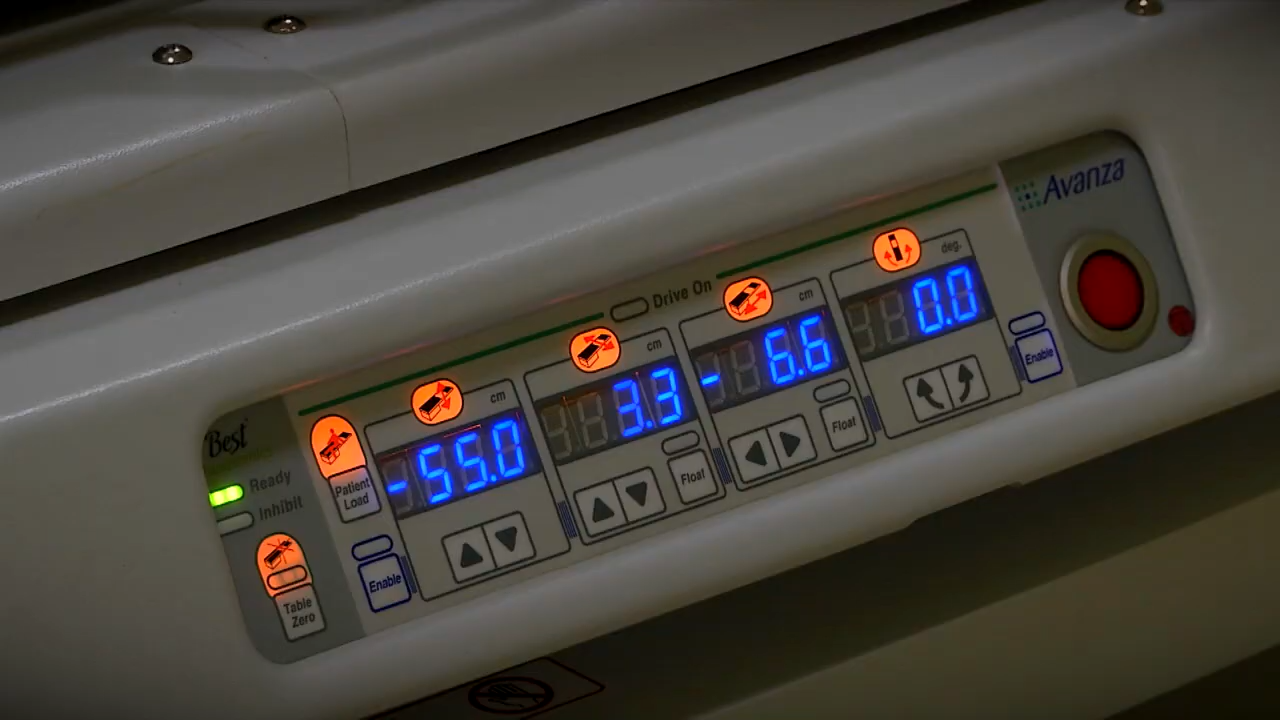 Best
Ready
Inhibit
Table
Zero
Patient
Load
Enable
cm
-55.0
cm
3.3
Float
Drive On
cm
-6.6
Float
deg.
0.0
Enable
Avanza